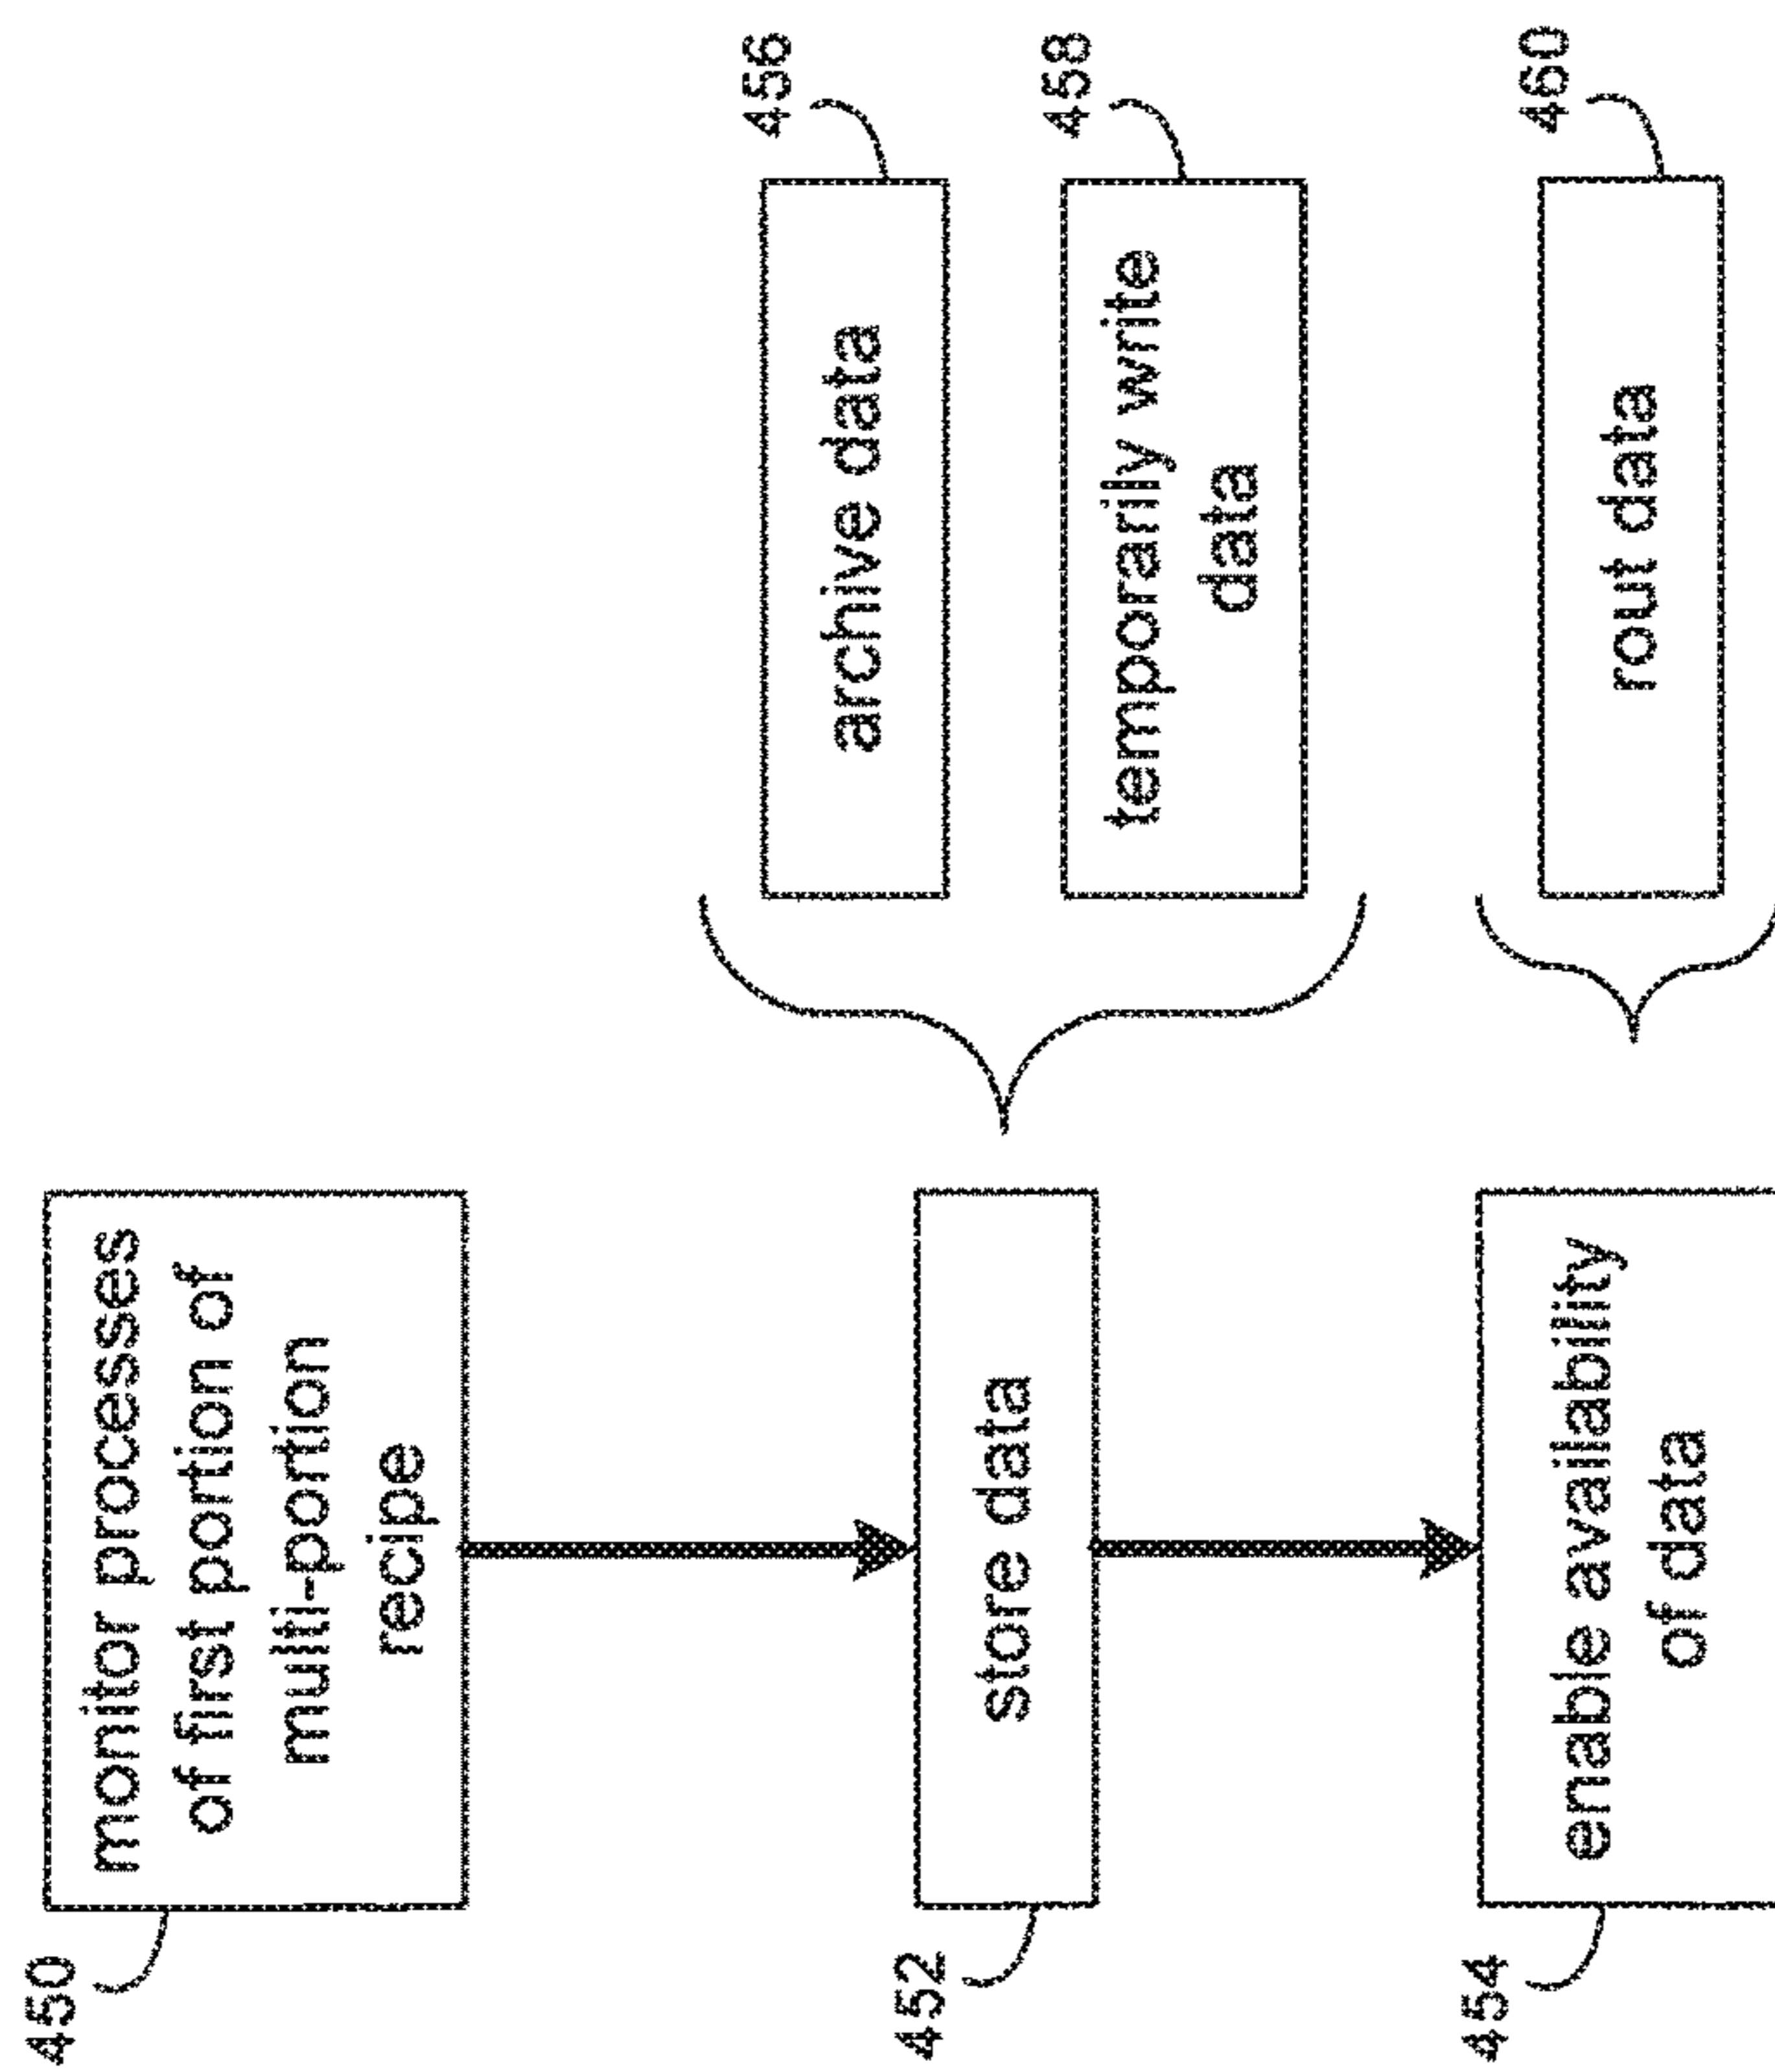 450
monitor processes
of first portion of
multi-portion
recipe
452
store data
456
archive data
458
temporarily write
data
454
enable availability
of data
460
rout data